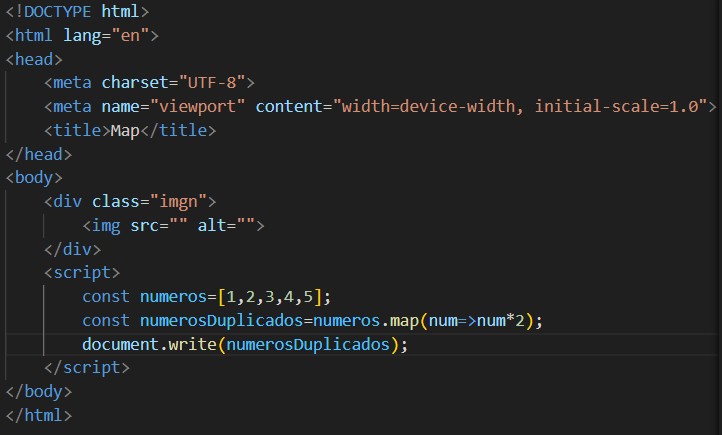 <!DOCTYPE html>
<html lang="en">
<head>
    <meta charset="UTF-8">
    <meta name="viewport" content="width=device-width, initial-scale=1.0">
    <title>Map</title>
</head>
<body>
    <div class="imgn">
        <img src="" alt="">
    </div>
    <script>
        const numeros=[1,2,3,4,5];
        const numerosDuplicados=numeros.map(num=>num*2);
        document.write(numerosDuplicados);
    </script>
</body>
</html>